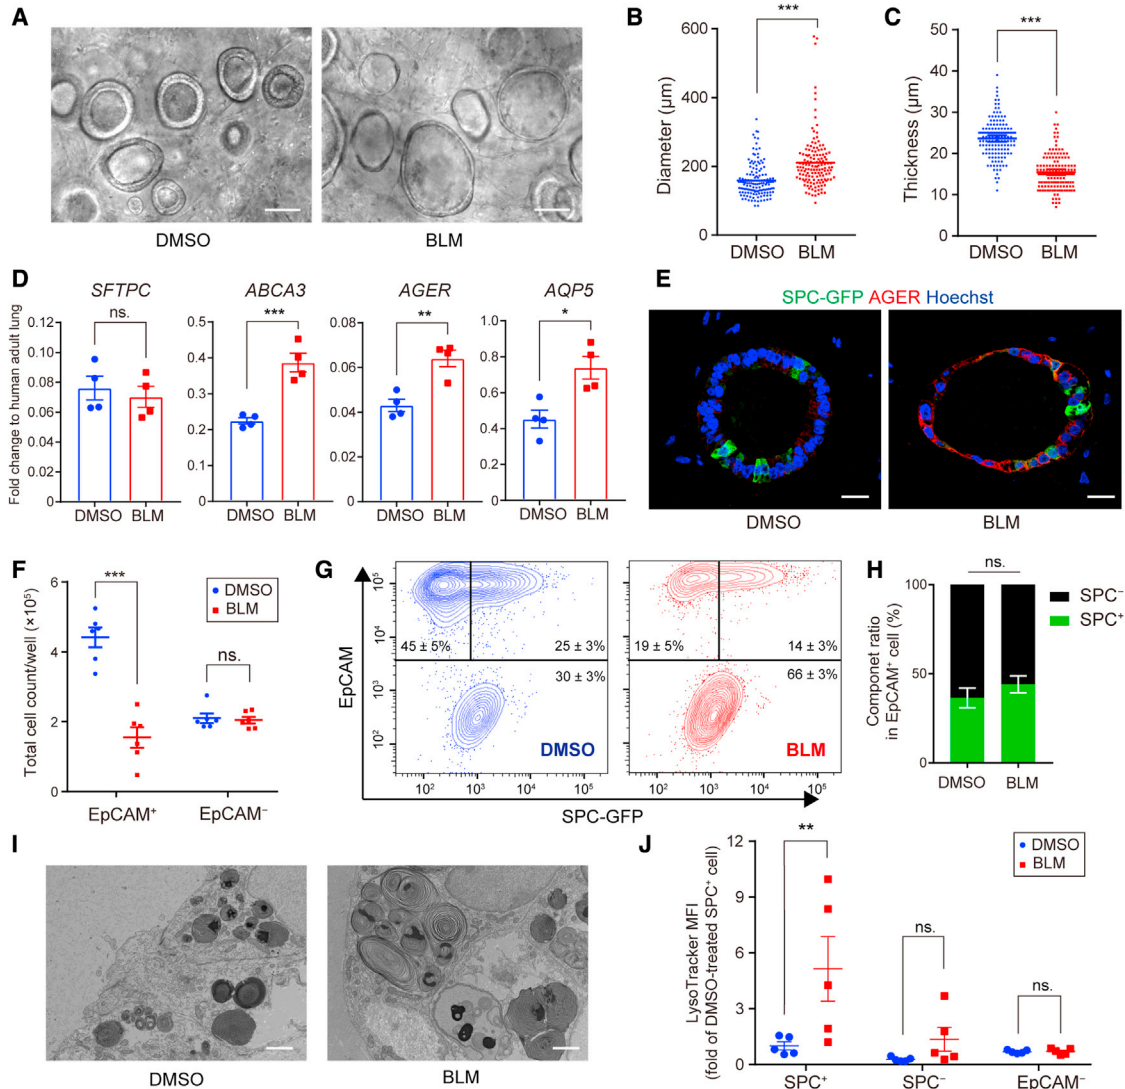 A
DMSO
BLM
B
***
Diameter (μm)
600
400
200
0
DMSO
BLM
C
***
Thickness (μm)
50
40
30
20
10
0
DMSO
BLM
D
Fold change to human adult lung
SFTPC
ns.
0.12
0.10
0.08
0.06
0.04
0.02
0
DMSO
BLM
ABCA3
***
0.5
0.4
0.3
0.2
0.1
0
DMSO
BLM
AGER
**
0.08
0.06
0.04
0.02
0
DMSO
BLM
AQP5
*
1.0
0.8
0.6
0.4
0.2
0
DMSO
BLM
E
SPC-GFP AGER Hoechst
DMSO
BLM
F
Total cell count/well (×10⁵)
6
4
2
0
***
ns.
DMSO
BLM
EpCAM⁺
EpCAM⁻
G
EpCAM
10⁵
10⁴
10³
10²
45 ± 5%
25 ± 3%
30 ± 3%
DMSO
10² 10³ 10⁴ 10⁵
10⁵
10⁴
10³
10²
19 ± 5%
14 ± 3%
66 ± 3%
BLM
10² 10³ 10⁴ 10⁵
SPC-GFP
H
Componet ratio
in EpCAM⁺ cell (%)
ns.
100
50
0
SPC⁻
SPC⁺
DMSO
BLM
I
DMSO
BLM
J
LysoTracker MFI
(fold of DMSO-treated SPC⁺ cell)
12
9
6
3
0
**
ns.
ns.
DMSO
BLM
SPC⁺
SPC⁻
EpCAM⁻